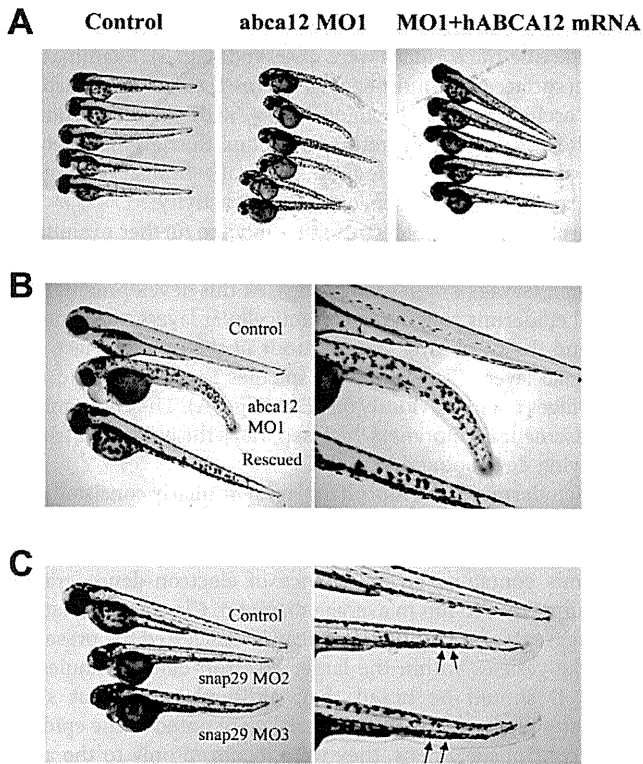 A
Control
abca12 MO1
MO1+hABCA12 mRNA
B
Control
abca12
MO1
Rescued
C
Control
snap29 MO2
snap29 MO3